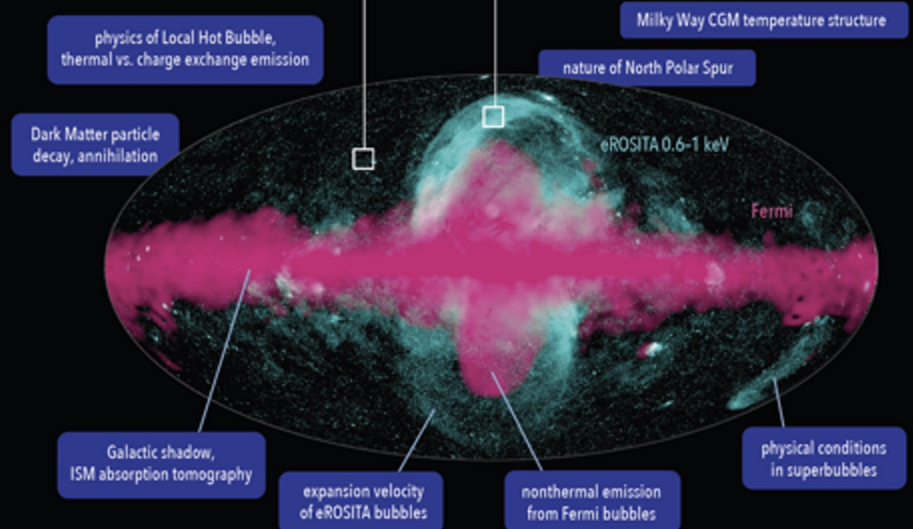 Milky Way CGM temperature structure
physics of Local Hot Bubble,
thermal vs. charge exchange emission
nature of North Polar Spur
Dark Matter particle
decay, annihilation
eROSITA 0.6–1 keV
Fermi
Galactic shadow,
ISM absorption tomography
expansion velocity
of eROSITA bubbles
nonthermal emission
from Fermi bubbles
physical conditions
in superbubbles